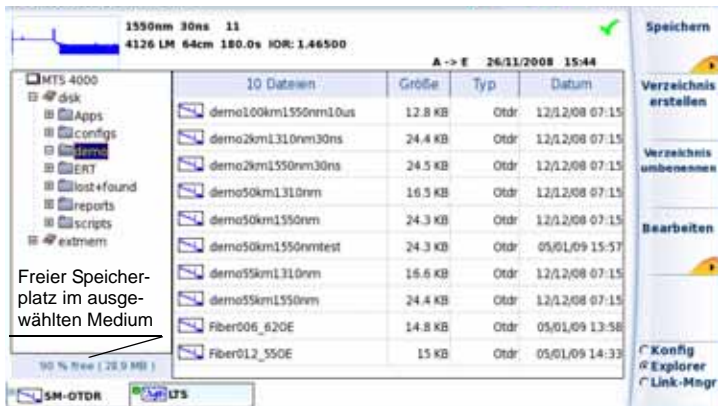 1550nm 30ns 11
4126 LM 64cm 180.0s IOR: 1.46500
A -> E 26/11/2008 15:44
Speichern
Verzeichnis
erstellen
Verzeichnis
umbenennen
Bearbeiten
Konfig
Explorer
Link-Mngr
MTS 4000
disk
Apps
configs
demo
ERT
lost+found
reports
scripts
extmem
Freier Speicher-
platz im ausge-
wählten Medium
90 % free ( 28.9 MB )
10 Dateien Größe Typ Datum
demo100km1550nm10us 12.8 KB Otdr 12/12/08 07:15
demo2km1310nm30ns 24.4 KB Otdr 12/12/08 07:15
demo2km1550nm30ns 24.5 KB Otdr 12/12/08 07:15
demo50km1310nm 16.5 KB Otdr 12/12/08 07:15
demo50km1550nm 24.3 KB Otdr 12/12/08 07:15
demo50km1550nmtest 24.3 KB Otdr 05/01/09 15:57
demo55km1310nm 16.6 KB Otdr 12/12/08 07:15
demo55km1550nm 24.4 KB Otdr 12/12/08 07:15
Fiber006_620E 14.8 KB Otdr 05/01/09 13:58
Fiber012_550E 15 KB Otdr 05/01/09 14:33
SM-OTDR
LTS